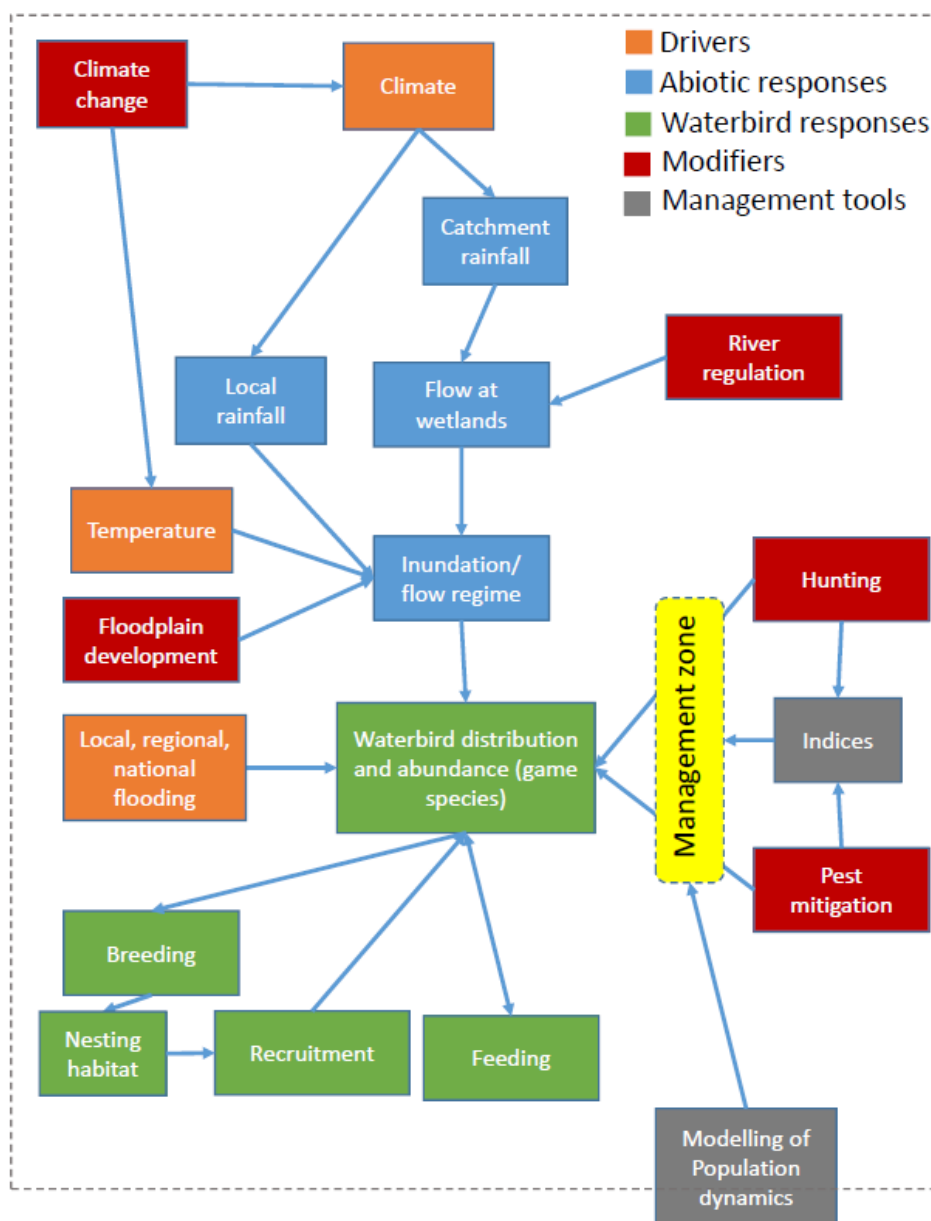 Drivers
Abiotic responses
Waterbird responses
Modifiers
Management tools
Climate
change
Climate
Catchment
rainfall
River
regulation
Local
rainfall
Flow at
wetlands
Temperature
Inundation/
flow regime
Hunting
Floodplain
development
Management zone
Local, regional,
national
flooding
Waterbird distribution
and abundance (game
species)
Indices
Pest
mitigation
Breeding
Nesting
habitat
Recruitment
Feeding
Modelling of
Population
dynamics